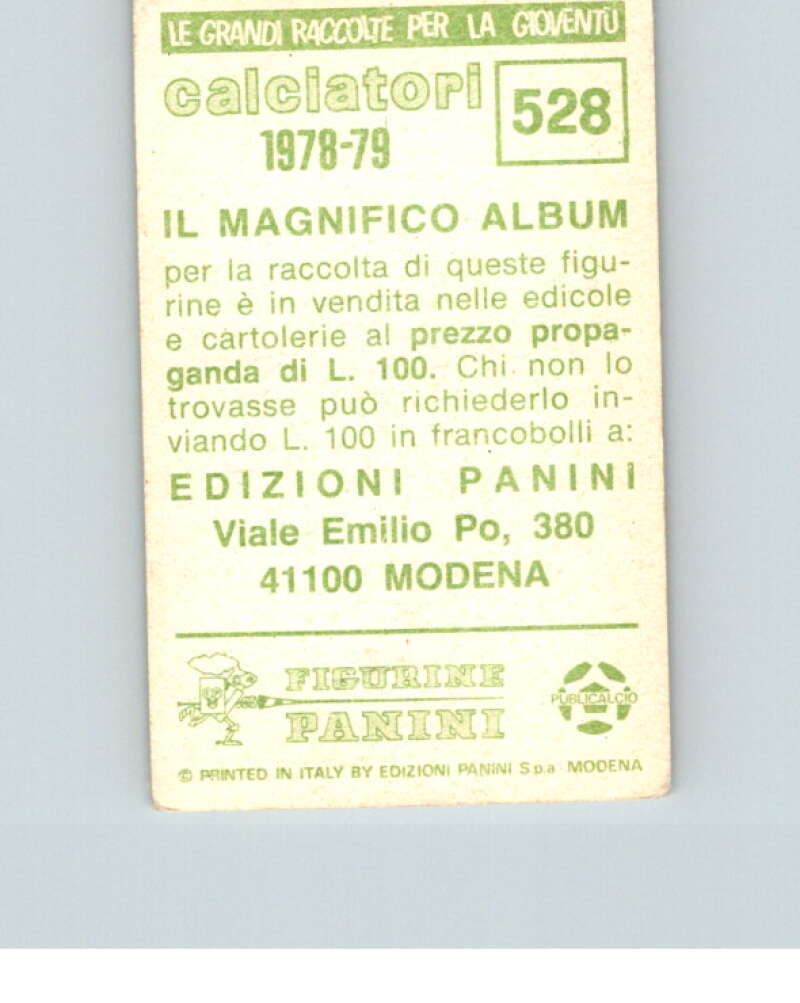 LE GRANDI RACCOLTE PER LA GIOVENTÙ
calciatori
528
1978-79
IL MAGNIFICO ALBUM
per la raccolta di queste figu-
rine è in vendita nelle edicole
e cartolerie al prezzo propa-
ganda di L. 100. Chi non lo
trovasse può richiederlo in-
viando L. 100 in francobolli a:
EDIZIONI PANINI
Viale Emilio Po, 380
41100 MODENA
FIGURINE
PANINI
PUBLICALCIO
© PRINTED IN ITALY BY EDIZIONI PANINI S.p.a. MODENA